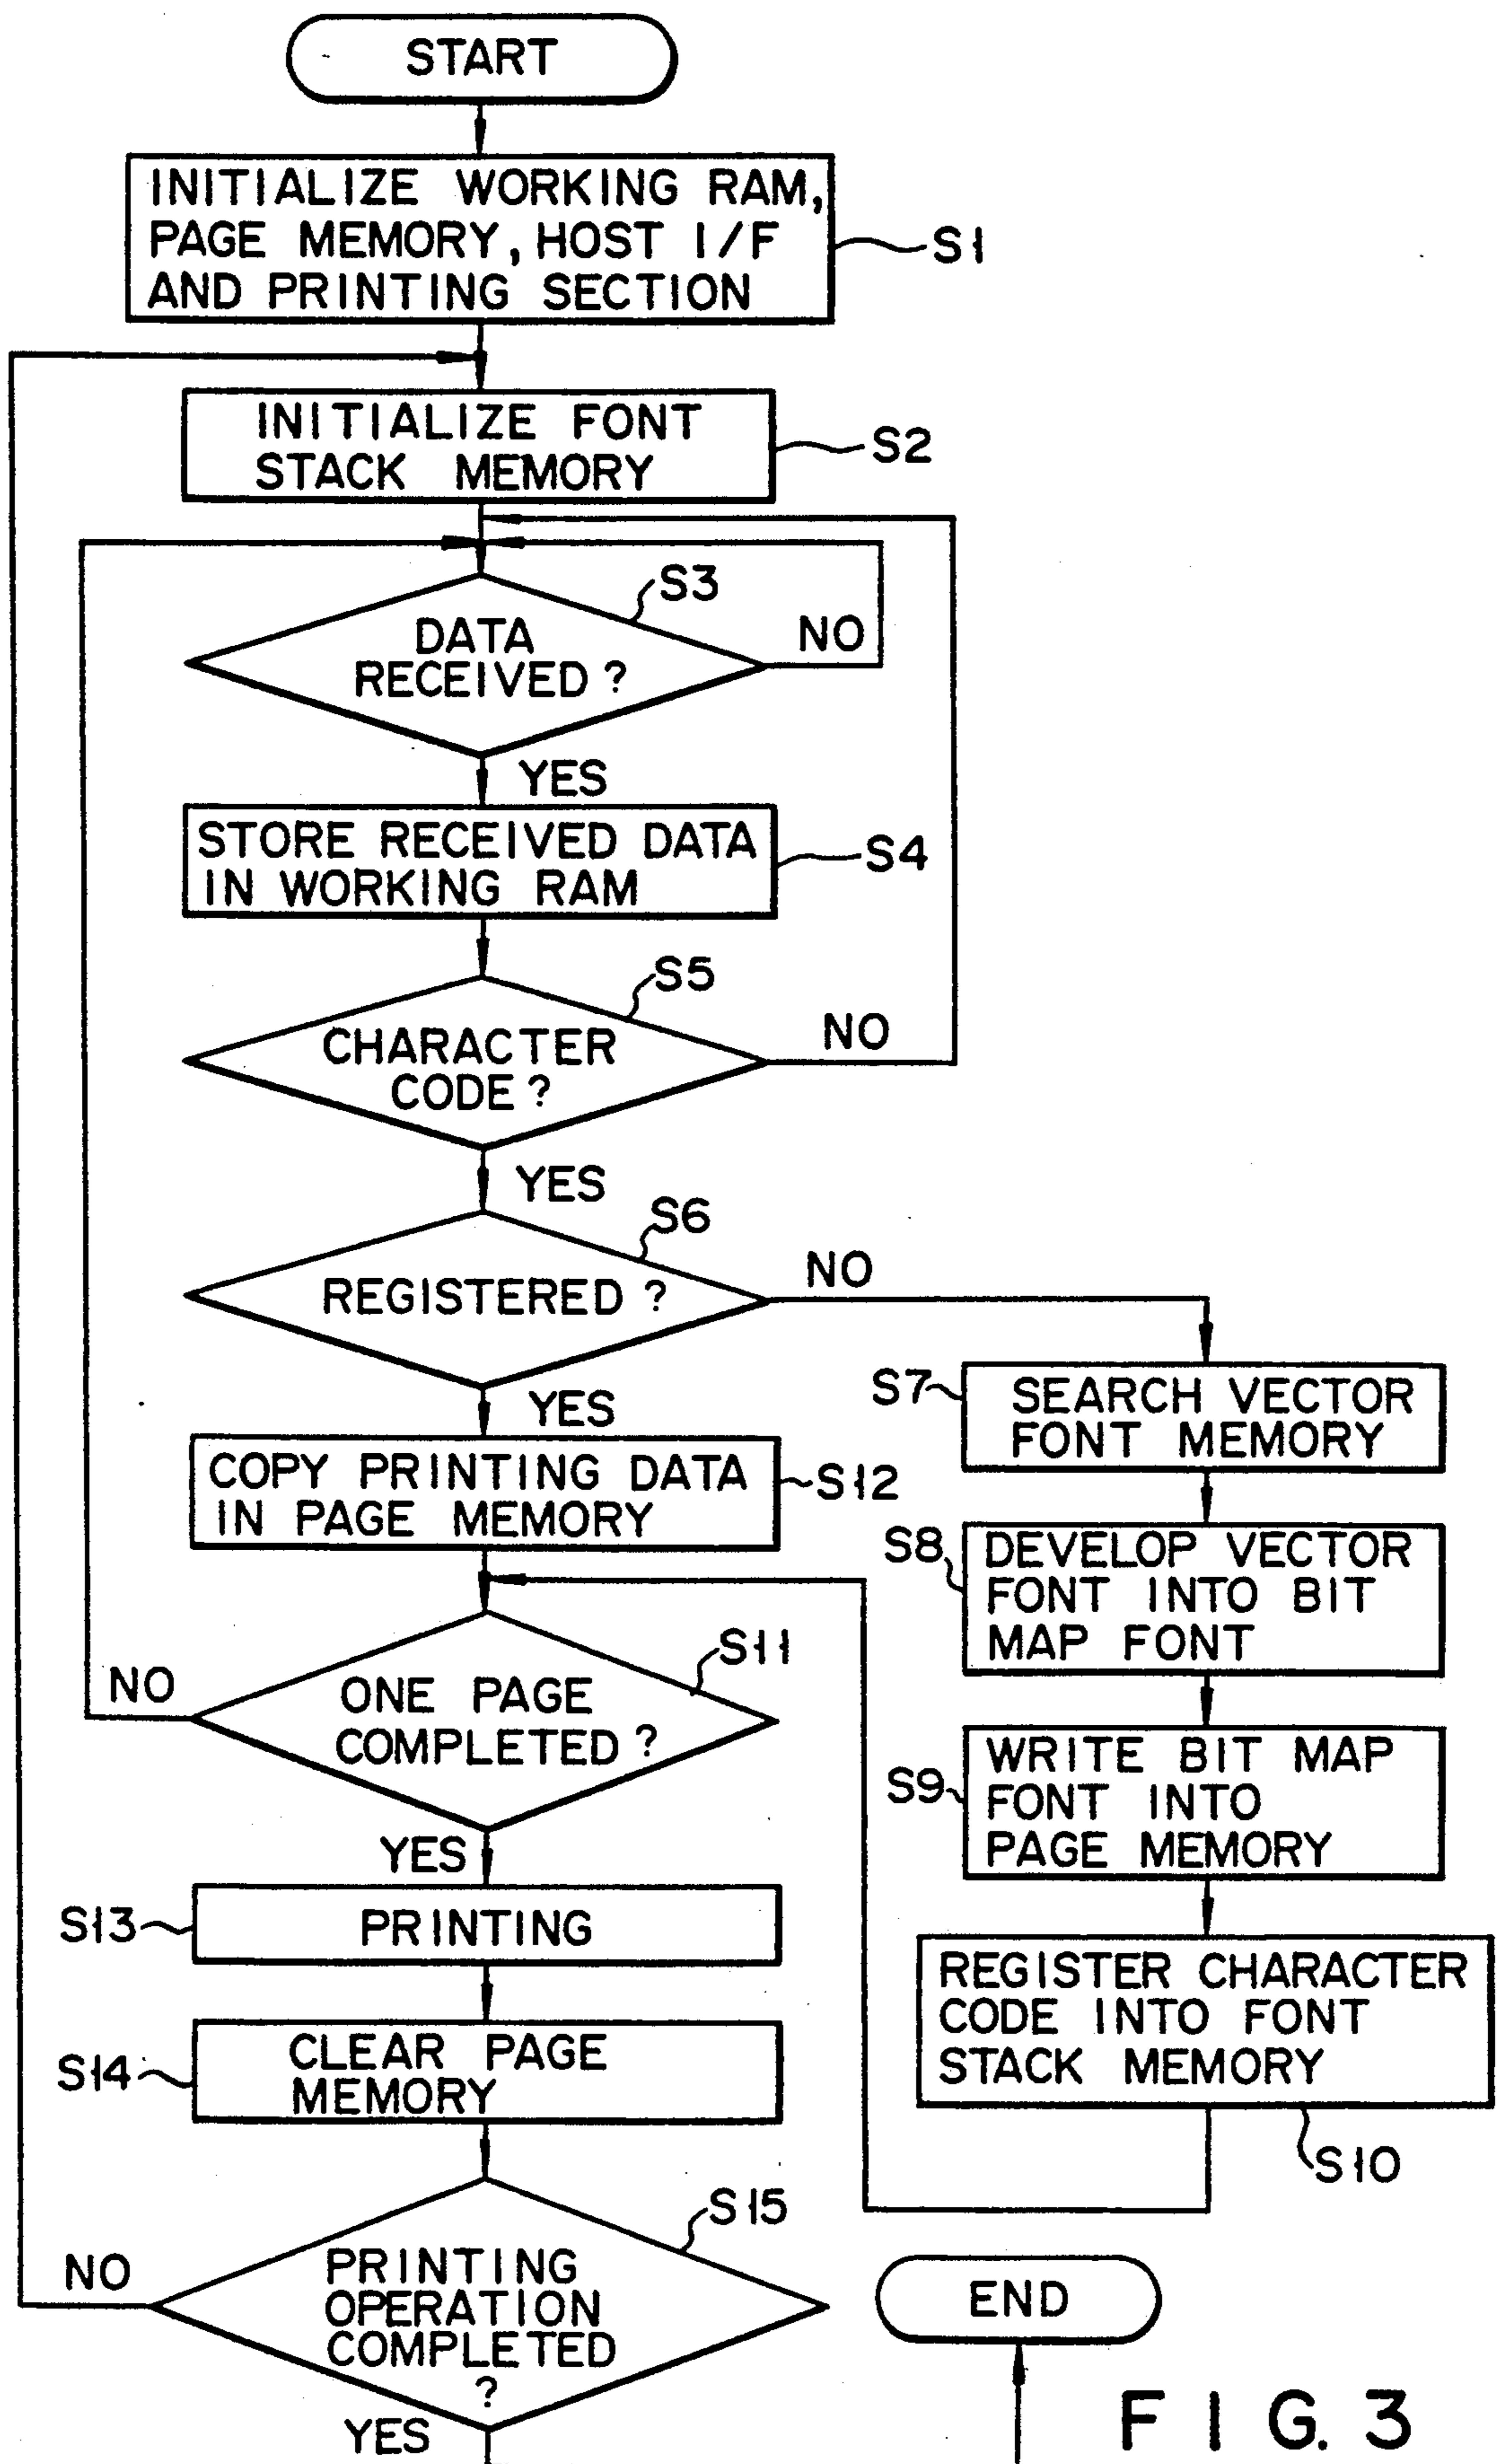 START
INITIALIZE WORKING RAM,
PAGE MEMORY, HOST I/F
AND PRINTING SECTION
S1
INITIALIZE FONT
STACK MEMORY
S2
S3
DATA
RECEIVED ?
NO
YES
STORE RECEIVED DATA
IN WORKING RAM
S4
S5
CHARACTER
CODE ?
NO
YES
S6
REGISTERED ?
NO
YES
S7
SEARCH VECTOR
FONT MEMORY
COPY PRINTING DATA
IN PAGE MEMORY
S12
S8
DEVELOP VECTOR
FONT INTO BIT
MAP FONT
S11
ONE PAGE
COMPLETED ?
NO
YES
S9
WRITE BIT MAP
FONT INTO
PAGE MEMORY
S13
PRINTING
REGISTER CHARACTER
CODE INTO FONT
STACK MEMORY
S10
S14
CLEAR PAGE
MEMORY
S15
PRINTING
OPERATION
COMPLETED
?
NO
YES
END
FIG. 3